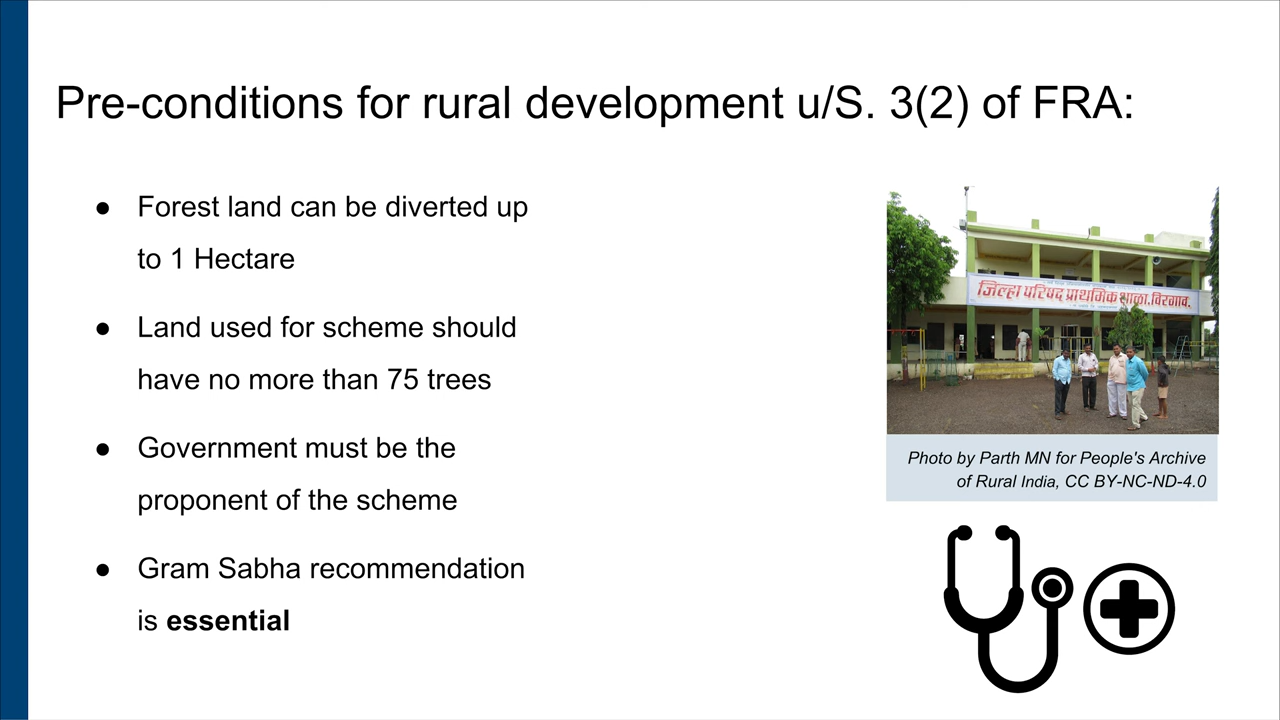 Pre-conditions for rural development u/S. 3(2) of FRA:
● Forest land can be diverted up
to 1 Hectare
● Land used for scheme should
have no more than 75 trees
● Government must be the
proponent of the scheme
● Gram Sabha recommendation
is essential
जिल्हा परिषद प्राथमिक शाळा, विरगाव.
Photo by Parth MN for People's Archive
of Rural India, CC BY-NC-ND-4.0